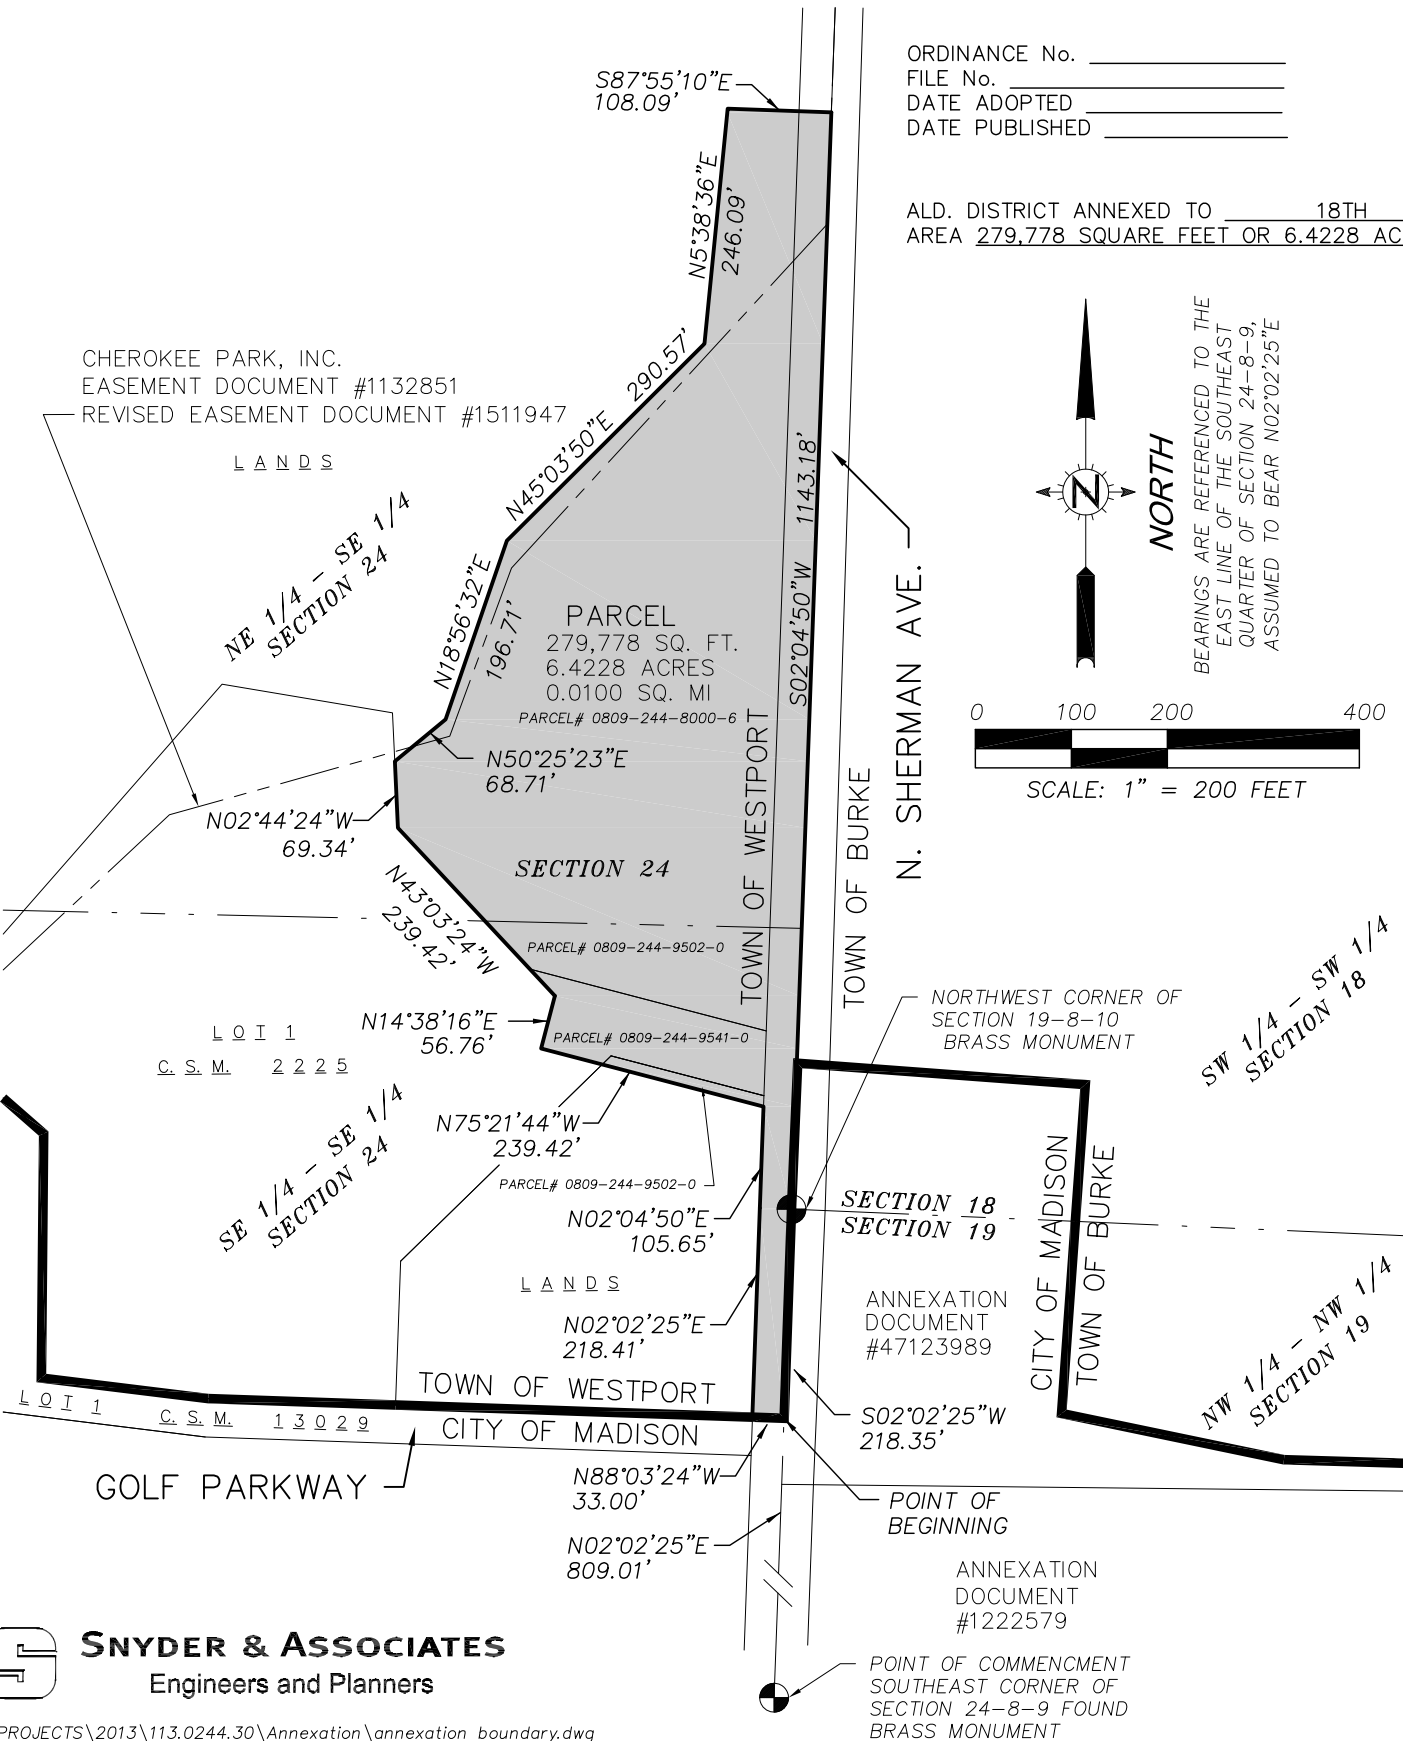 ORDINANCE No.
FILE No.
DATE ADOPTED
DATE PUBLISHED
S87°55'10"E
108.09'
N5°38'36"E
246.09'
ALD. DISTRICT ANNEXED TO 18TH
AREA 279,778 SQUARE FEET OR 6.4228 AC
CHEROKEE PARK, INC.
EASEMENT DOCUMENT #1132851
REVISED EASEMENT DOCUMENT #1511947
LANDS
NE 1/4 - SE 1/4
SECTION 24
N45°03'50"E 290.57'
N18°56'32"E
196.71'
S02°04'50"W 1143.18'
N. SHERMAN AVE.
NORTH
N
BEARINGS ARE REFERENCED TO THE
EAST LINE OF THE SOUTHEAST
QUARTER OF SECTION 24-8-9,
ASSUMED TO BEAR N02°02'25"E
PARCEL
279,778 SQ. FT.
6.4228 ACRES
0.0100 SQ. MI
PARCEL# 0809-244-8000-6
0 100 200 400
SCALE: 1" = 200 FEET
N50°25'23"E
68.71'
N02°44'24"W
69.34'
TOWN OF WESTPORT
TOWN OF BURKE
SECTION 24
N43°03'24"W
239.42'
PARCEL# 0809-244-9502-0
SW 1/4 - SW 1/4
SECTION 18
NORTHWEST CORNER OF
SECTION 19-8-10
BRASS MONUMENT
LOT 1
C.S.M. 2225
N14°38'16"E
56.76'
PARCEL# 0809-244-9541-0
SE 1/4 - SE 1/4
SECTION 24
N75°21'44"W
239.42'
PARCEL# 0809-244-9502-0
N02°04'50"E
105.65'
SECTION 18
SECTION 19
CITY OF MADISON
TOWN OF BURKE
LANDS
ANNEXATION
DOCUMENT
#47123989
N02°02'25"E
218.41'
NW 1/4 - NW 1/4
SECTION 19
TOWN OF WESTPORT
CITY OF MADISON
LOT 1
C.S.M. 13029
S02°02'25"W
218.35'
GOLF PARKWAY
N88°03'24"W
33.00'
POINT OF
BEGINNING
N02°02'25"E
809.01'
ANNEXATION
DOCUMENT
#1222579
SNYDER & ASSOCIATES
Engineers and Planners
POINT OF COMMENCMENT
SOUTHEAST CORNER OF
SECTION 24-8-9 FOUND
BRASS MONUMENT
PROJECTS\2013\113.0244.30\Annexation\annexation boundary.dwg